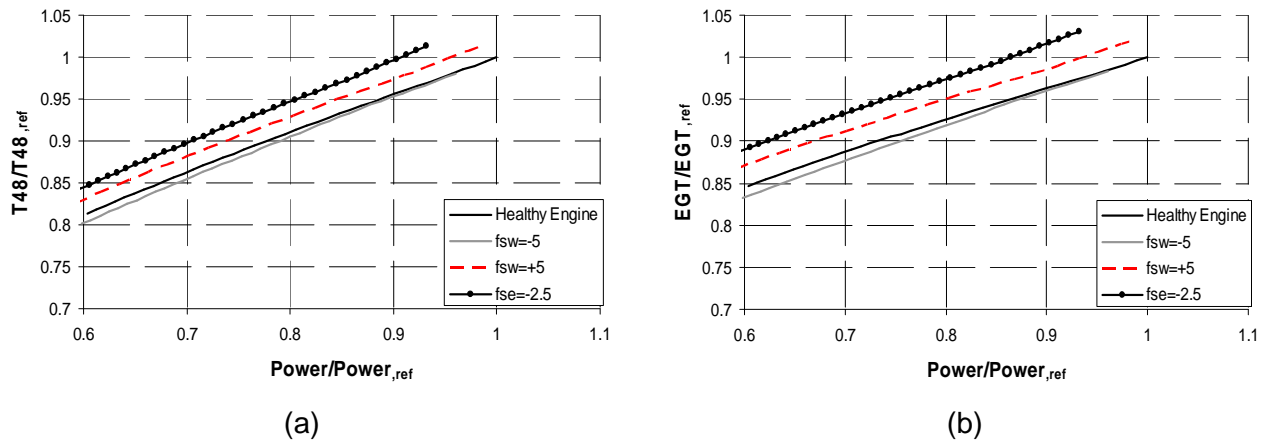 1.05
1
0.95
0.9
0.85
0.8
0.75
0.7
T48/T48,ref
0.6 0.7 0.8 0.9 1 1.1
Power/Power,ref
Healthy Engine
fsw=-5
fsw=+5
fse=-2.5
(a)
1.05
1
0.95
0.9
0.85
0.8
0.75
0.7
EGT/EGT,ref
0.6 0.7 0.8 0.9 1 1.1
Power/Power,ref
Healthy Engine
fsw=-5
fsw=+5
fse=-2.5
(b)